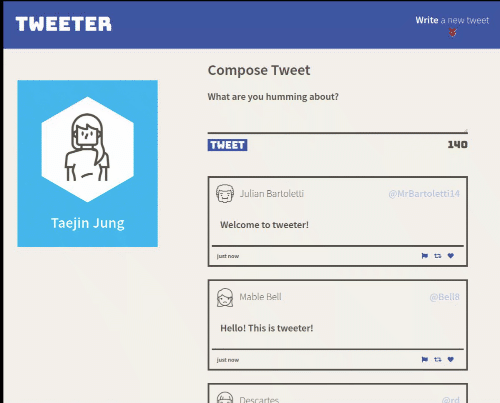 TWEETER
Write a new tweet
Taejin Jung
Compose Tweet
What are you humming about?
TWEET
140
Julian Bartoletti
@MrBartoletti14
Welcome to tweeter!
just now
Mable Bell
@Bell8
Hello! This is tweeter!
just now
Descartes
@rd